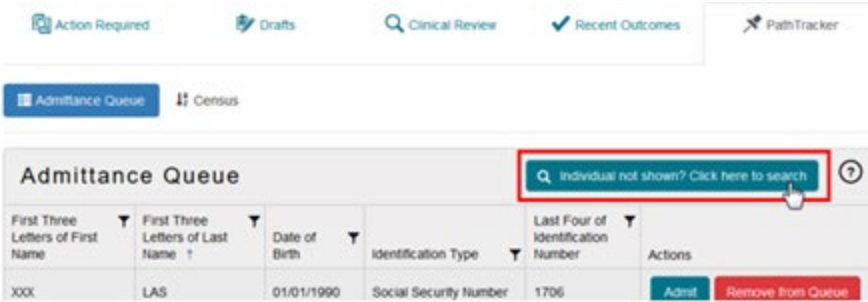 Action Required Drafts Clinical Review Recent Outcomes PathTracker
Admittance Queue Census
Admittance Queue Individual not shown? Click here to search ?
First Three Letters of First Name First Three Letters of Last Name ↑ Date of Birth Identification Type Last Four of Identification Number Actions
XXX LAS 01/01/1990 Social Security Number 1706 Admit Remove from Queue